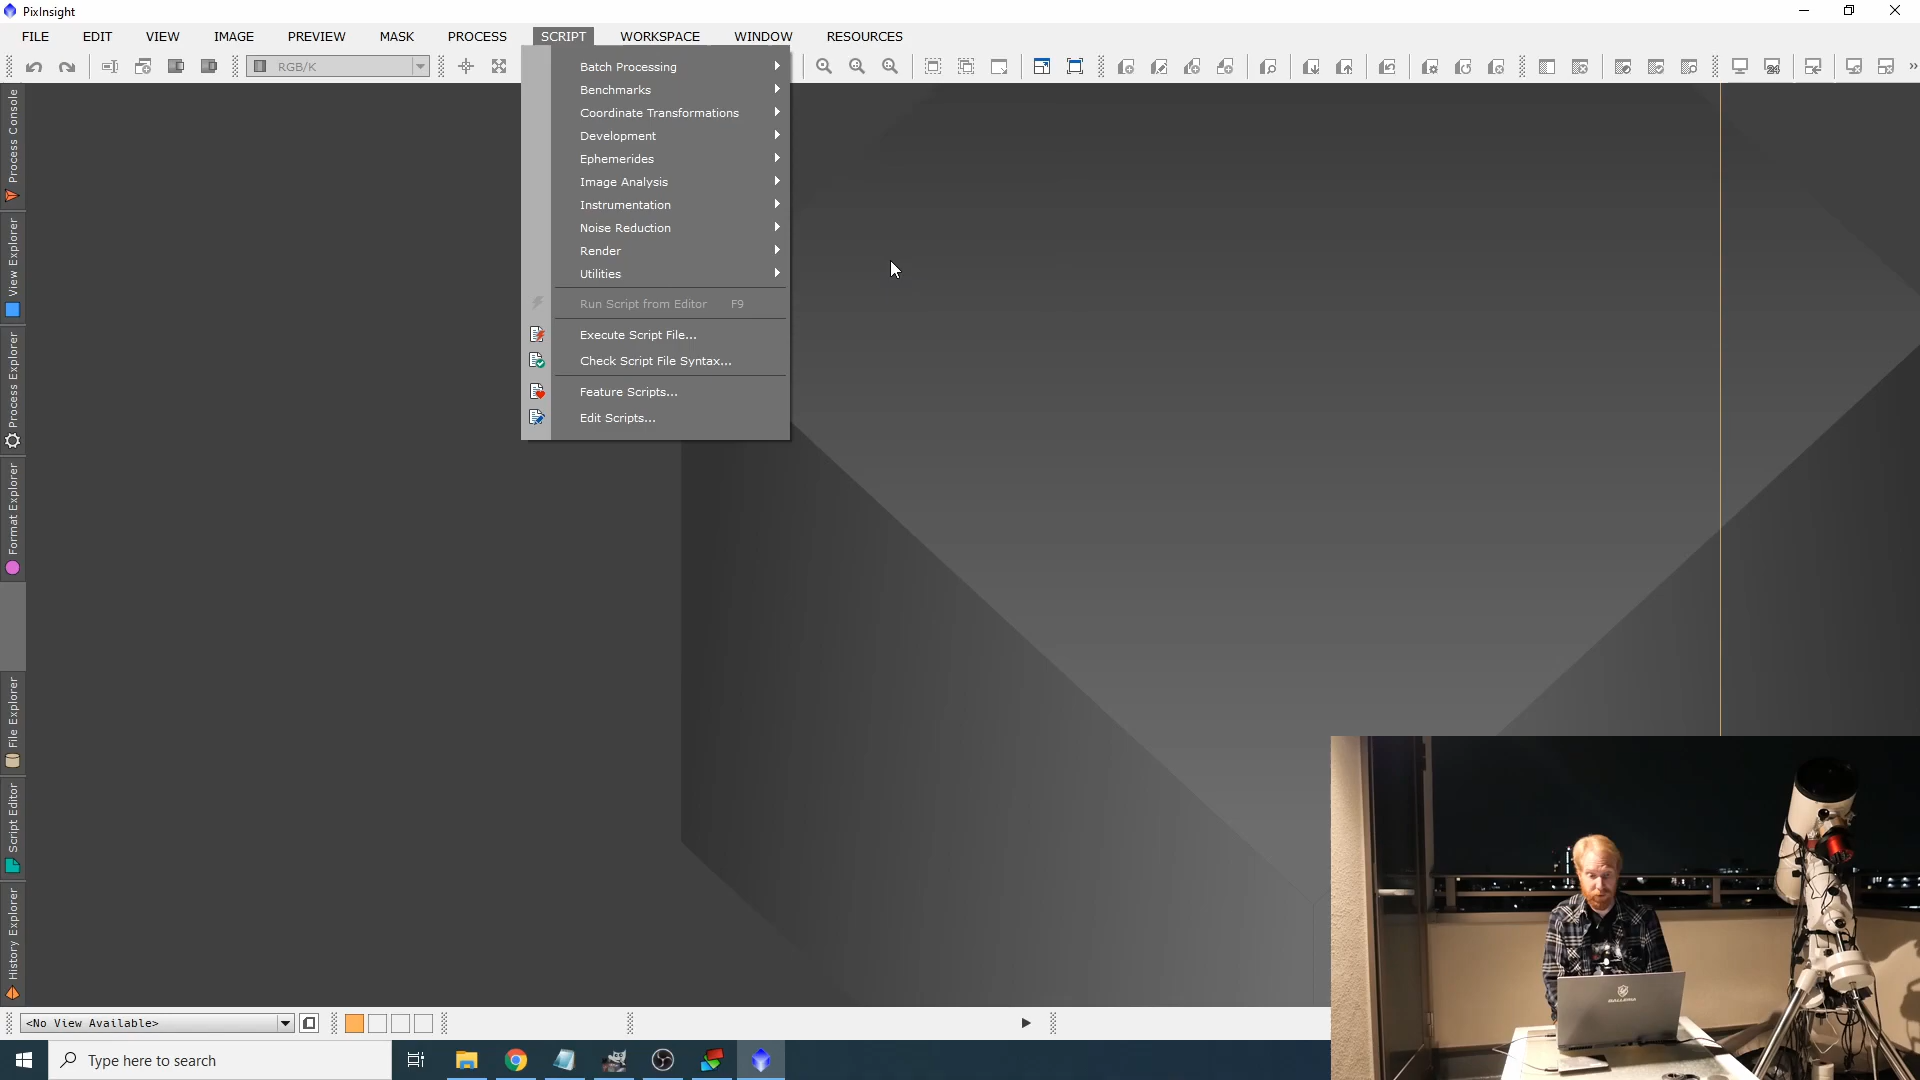 PixInsight
FILE EDIT VIEW IMAGE PREVIEW MASK PROCESS SCRIPT WORKSPACE WINDOW RESOURCES
RGB/K
24
»
Batch Processing
Benchmarks
Coordinate Transformations
Development
Ephemerides
Image Analysis
Instrumentation
Noise Reduction
Render
Utilities
Run Script from Editor F9
Execute Script File...
Check Script File Syntax...
Feature Scripts...
Edit Scripts...
Process Console
View Explorer
Process Explorer
Format Explorer
File Explorer
Script Editor
History Explorer
GALLERIA
<No View Available>
Type here to search